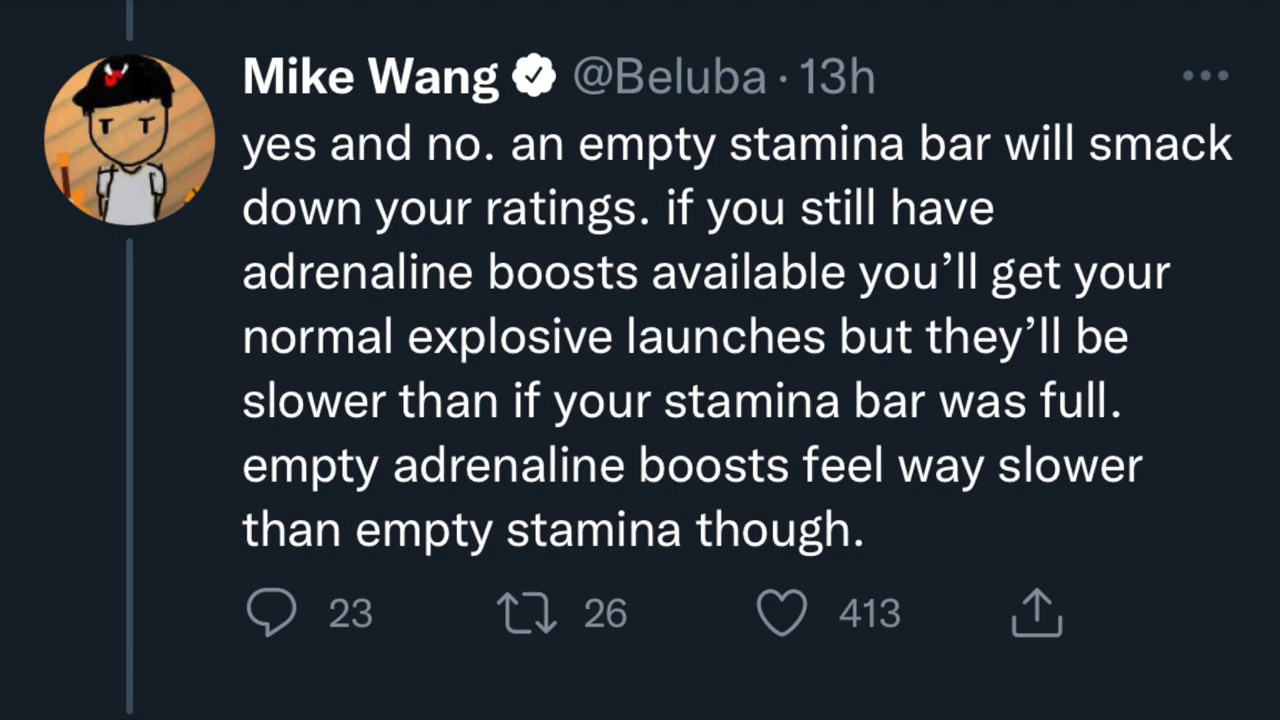 Mike Wang @Beluba · 13h
yes and no. an empty stamina bar will smack
down your ratings. if you still have
adrenaline boosts available you’ll get your
normal explosive launches but they’ll be
slower than if your stamina bar was full.
empty adrenaline boosts feel way slower
than empty stamina though.
23 26 413